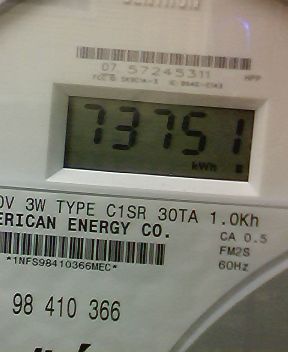 07 57245311 HPP
73751
kWh
0V 3W TYPE C1SR 30TA 1.0Kh
ERICAN ENERGY CO.
CA 0.5
FM2S
60Hz
*1NFS98410366MEC*
98 410 366